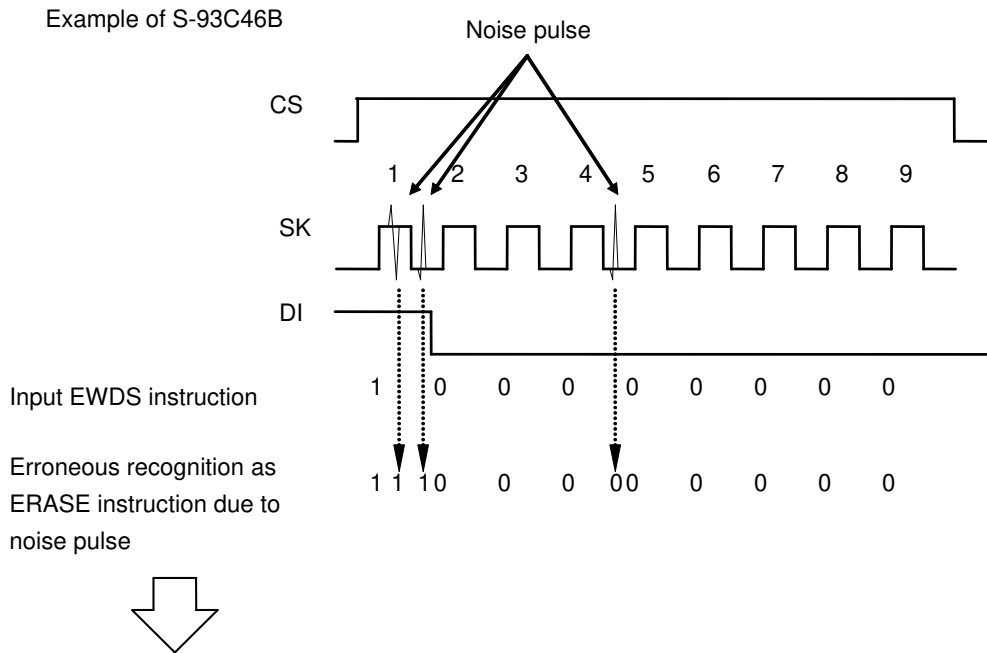 Example of S-93C46B
Noise pulse
CS
1 2 3 4 5 6 7 8 9
SK
DI
Input EWDS instruction
1 0 0 0 0 0 0 0 0
Erroneous recognition as
ERASE instruction due to
noise pulse
1 1 1 0 0 0 0 0 0 0 0 0